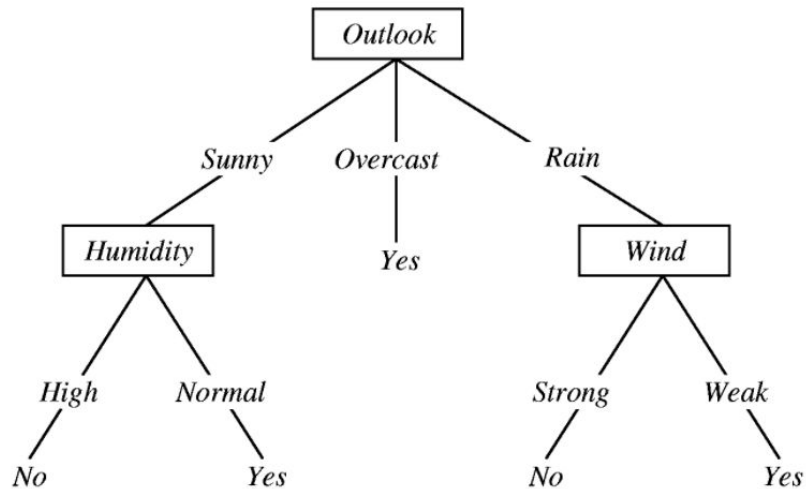 Outlook
Sunny Overcast Rain
Humidity Yes Wind
High Normal Strong Weak
No Yes No Yes